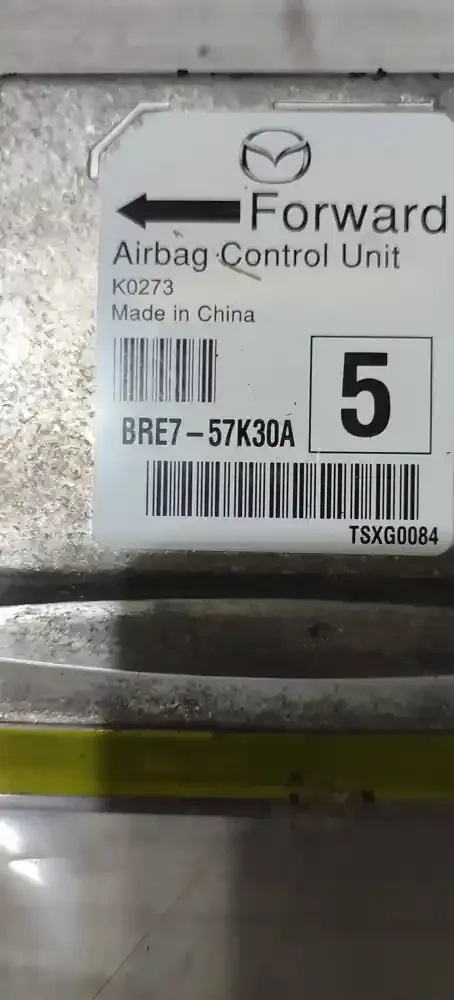 Forward
Airbag Control Unit
K0273
Made in China
5
BRE7-57K30A
TSXG0084